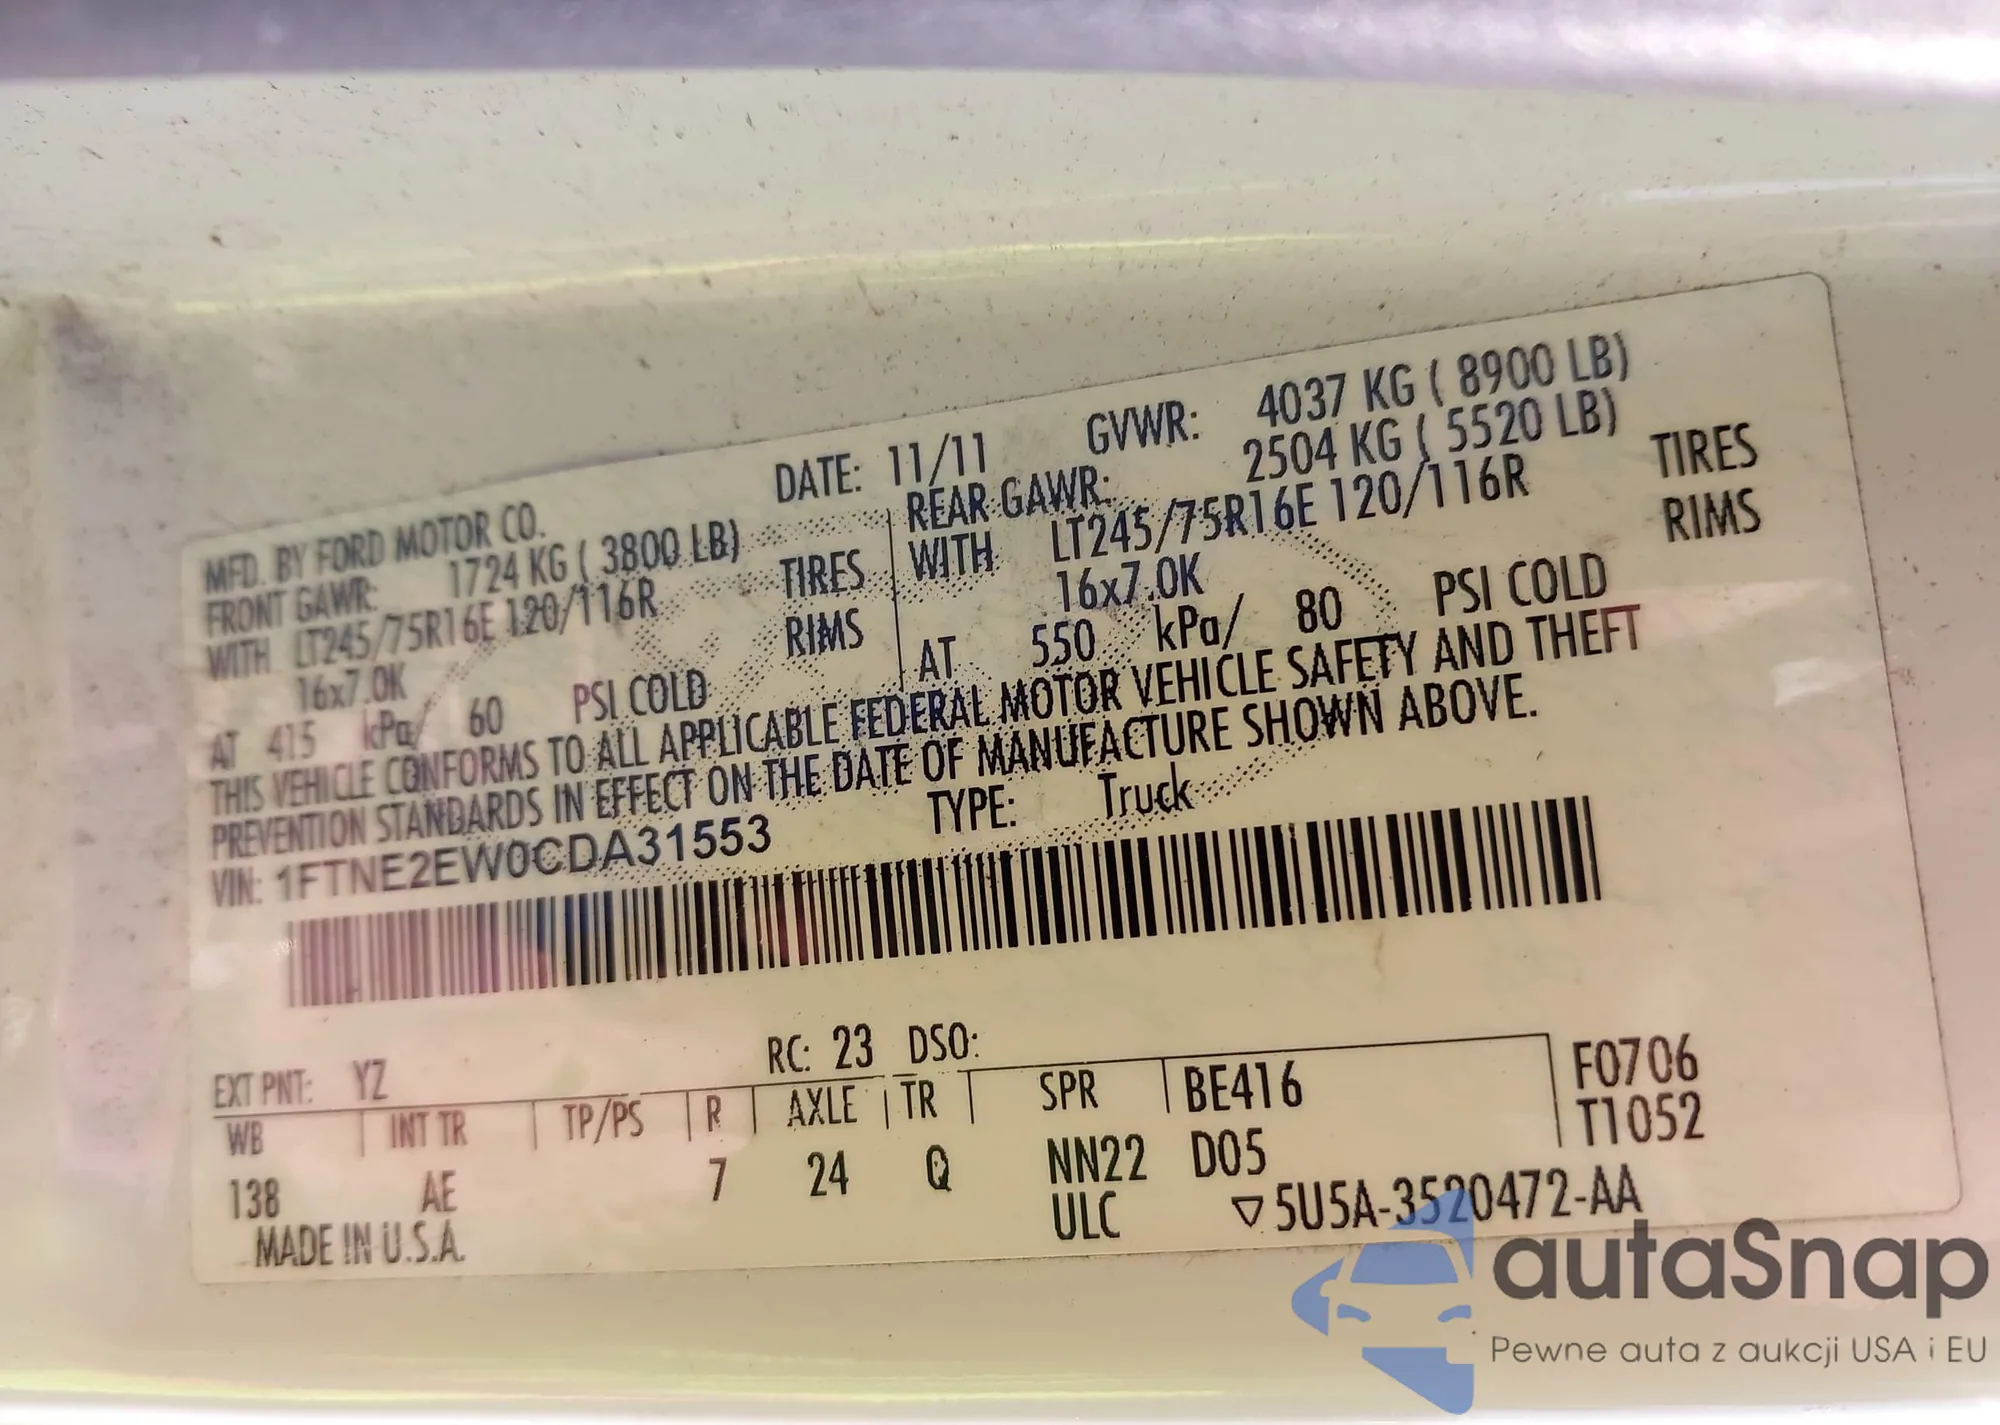 MFD. BY FORD MOTOR CO.
DATE: 11/11
GVWR: 4037 KG ( 8900 LB)
FRONT GAWR: 1724 KG ( 3800 LB)
REAR GAWR: 2504 KG ( 5520 LB)
WITH LT245/75R16E 120/116R TIRES
WITH LT245/75R16E 120/116R TIRES
16x7.0K RIMS
16x7.0K RIMS
AT 415 kPa/ 60 PSI COLD
AT 550 kPa/ 80 PSI COLD
THIS VEHICLE CONFORMS TO ALL APPLICABLE FEDERAL MOTOR VEHICLE SAFETY AND THEFT
PREVENTION STANDARDS IN EFFECT ON THE DATE OF MANUFACTURE SHOWN ABOVE.
VIN: 1FTNE2EW0CDA31553
TYPE: Truck
EXT PNT: YZ RC: 23 DSO:
WB INT TR TP/PS R AXLE TR SPR BE416 F0706
138 AE 7 24 Q NN22 D05 T1052
MADE IN U.S.A. ULC ▽5U5A-3520472-AA
autaSnap
Pewne auta z aukcji USA i EU